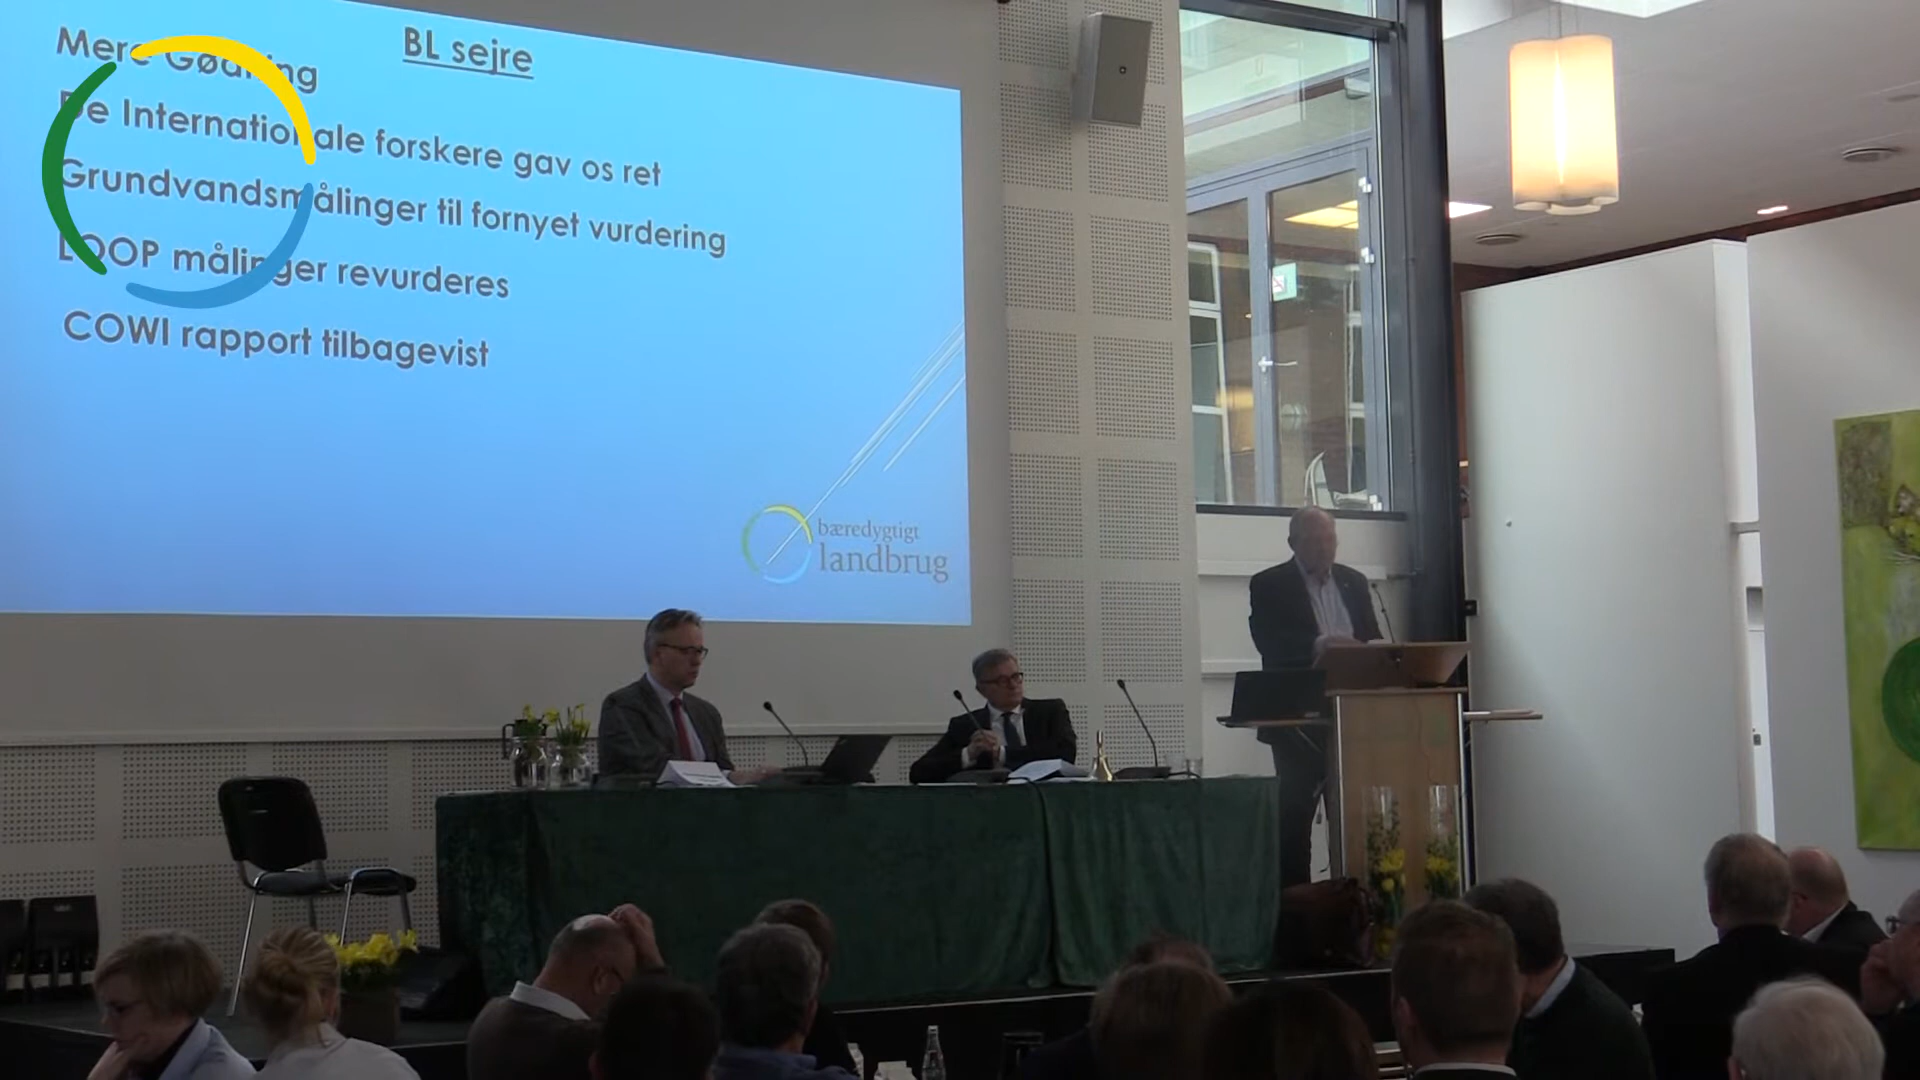 BL sejre
Mere Gødning
De Internationale forskere gav os ret
Grundvandsmålinger til fornyet vurdering
LOOP målinger revurderes
COWI rapport tilbagevist
bæredygtigt
landbrug